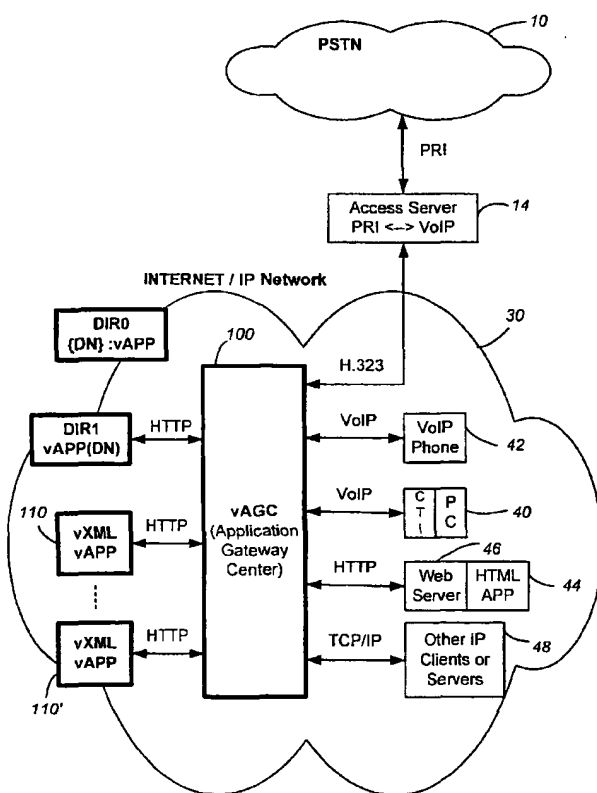 10
PSTN
PRI
Access Server
PRI <--> VoIP
14
INTERNET / IP Network
DIR0
{DN} :vAPP
100
30
H.323
DIR1
vAPP(DN)
HTTP
VoIP
VoIP
Phone
42
vAGC
(Application
Gateway
Center)
VoIP
C
T
I
P
C
40
110
vXML
vAPP
HTTP
HTTP
46
Web
Server
HTML
APP
44
vXML
vAPP
HTTP
TCP/IP
Other IP
Clients or
Servers
48
110'